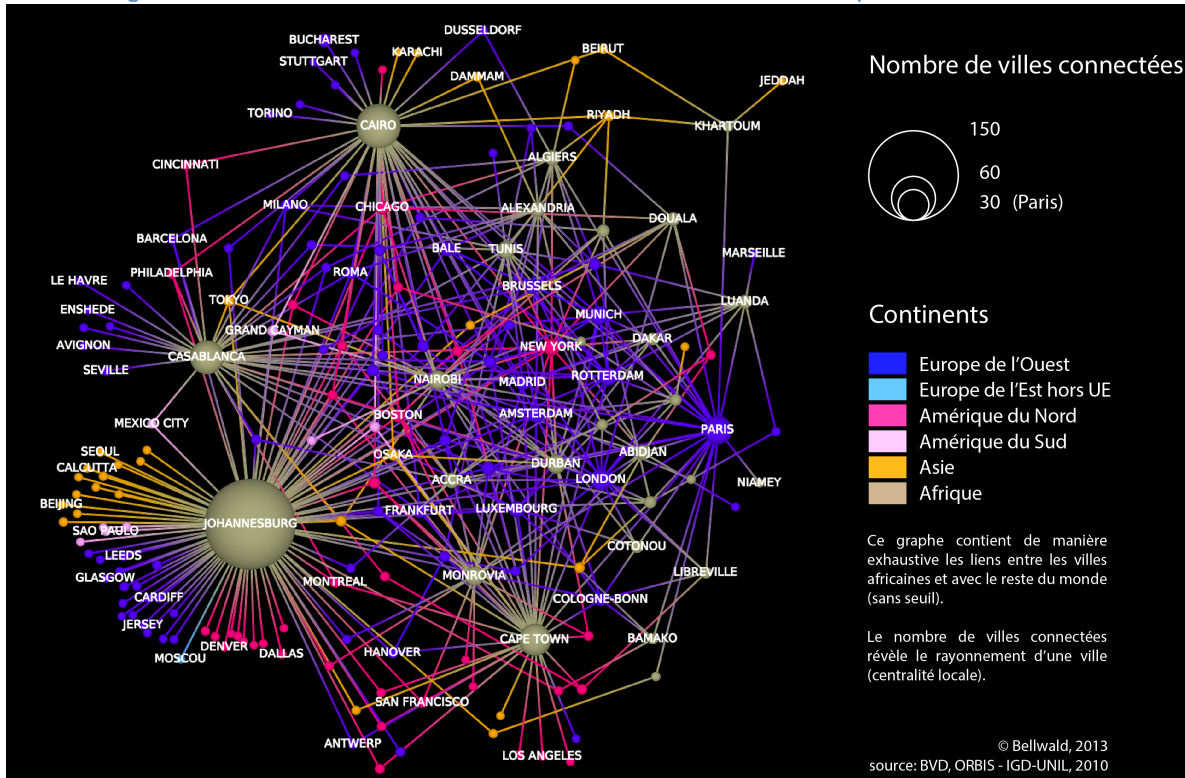 DUSSELDORF
BUCHAREST
KARACHI
BEIRUT
STUTTGART
DAMMAM
JEDDAH
TORINO
RIYADH
CAIRO
KHARTOUM
ALGIERS
CINCINNATI
MILANO
CHICAGO
ALEXANDRIA
DOUALA
BARCELONA
BALE
TUNIS
MARSEILLE
PHILADELPHIA
ROMA
LE HAVRE
BRUSSELS
TOKYO
LUANDA
ENSHEDE
MUNICH
GRAND CAYMAN
DAKAR
AVIGNON
NEW YORK
CASABLANCA
SEVILLE
NAIROBI
MADRID
ROTTERDAM
BOSTON
AMSTERDAM
MEXICO CITY
PARIS
SEOUL
OSAKA
ABIDJAN
CALCUTTA
DURBAN
ACCRA
LONDON
NIAMEY
BEIJING
FRANKFURT
LUXEMBOURG
JOHANNESBURG
SAO PAULO
COTONOU
LEEDS
GLASGOW
MONTREAL
MONROVIA
LIBREVILLE
CARDIFF
COLOGNE-BONN
JERSEY
CAPE TOWN
BAMAKO
DENVER
DALLAS
HANOVER
MOSCOU
SAN FRANCISCO
ANTWERP
LOS ANGELES
Nombre de villes connectées
150
60
30 (Paris)
Continents
Europe de l'Ouest
Europe de l'Est hors UE
Amérique du Nord
Amérique du Sud
Asie
Afrique
Ce graphe contient de manière
exhaustive les liens entre les villes
africaines et avec le reste du monde
(sans seuil).
Le nombre de villes connectées
révèle le rayonnement d'une ville
(centralité locale).
© Bellwald, 2013
source: BVD, ORBIS - IGD-UNIL, 2010